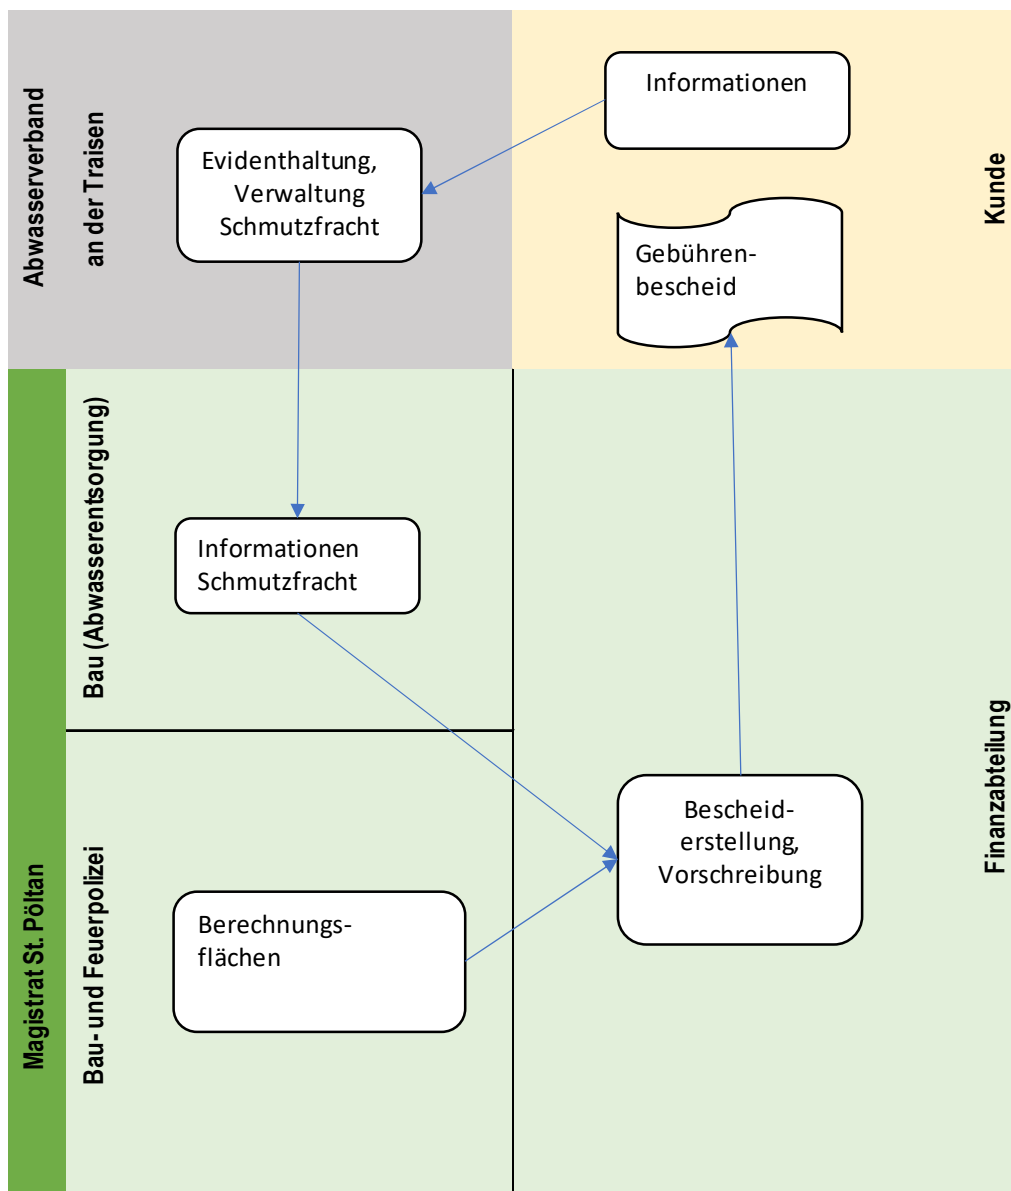 Abwasserverband
an der Traisen
Evidenthaltung,
Verwaltung
Schmutzfracht
Informationen
Gebühren-
bescheid
Kunde
Magistrat St. Pöltan
Bau (Abwasserentsorgung)
Informationen
Schmutzfracht
Bau- und Feuerpolizei
Berechnungs-
flächen
Bescheid-
erstellung,
Vorschreibung
Finanzabteilung